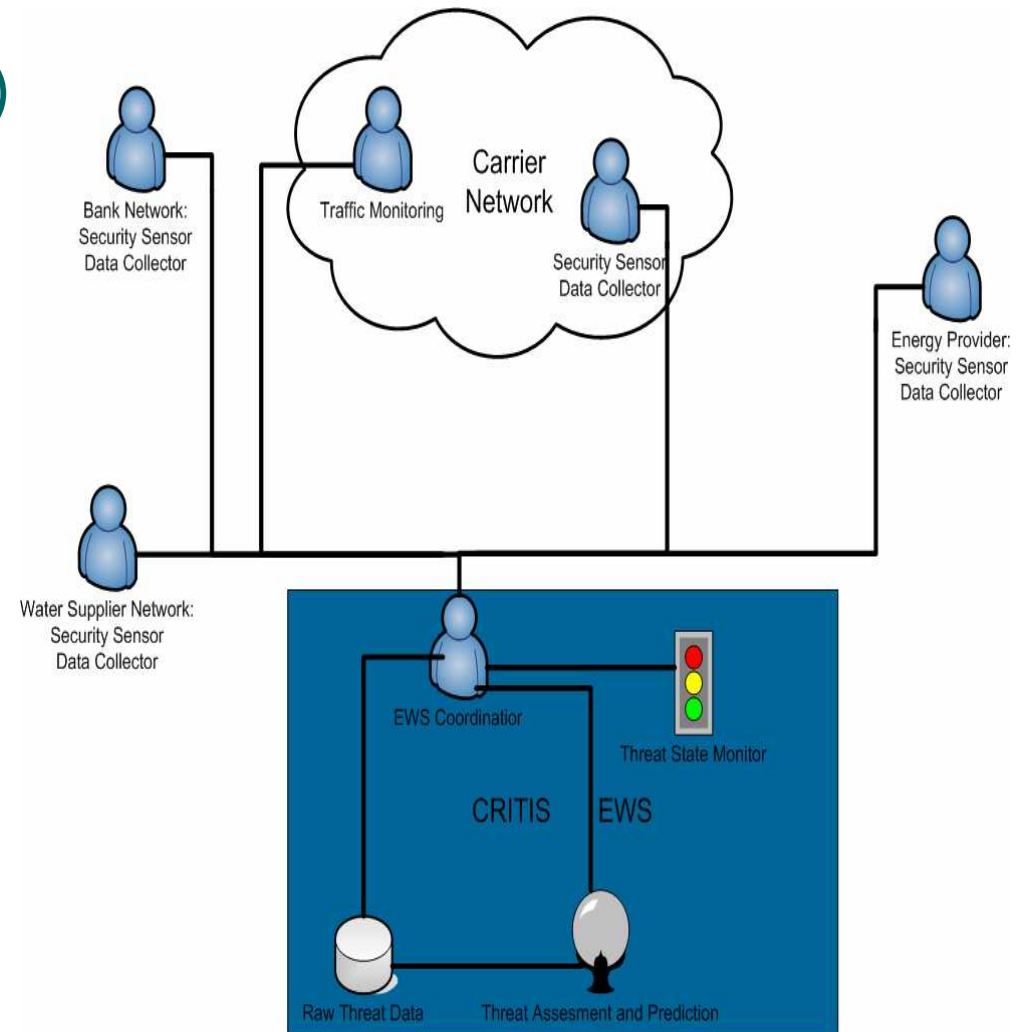 Carrier
Network
Bank Network:
Security Sensor
Data Collector
Traffic Monitoring
Security Sensor
Data Collector
Energy Provider:
Security Sensor
Data Collector
Water Supplier Network:
Security Sensor
Data Collector
EWS Coordinatior
Threat State Monitor
CRITIS EWS
Raw Threat Data
Threat Assesment and Prediction